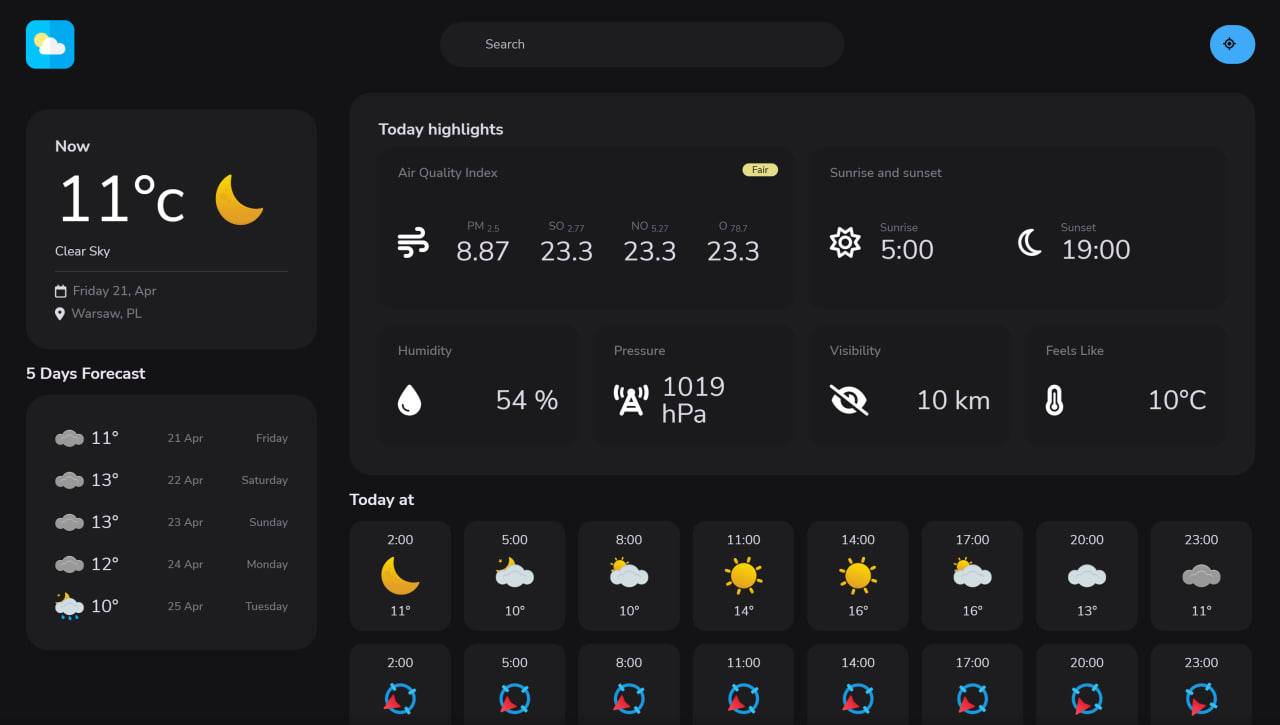 Search
Now
11°c
Clear Sky
Friday 21, Apr
Warsaw, PL
5 Days Forecast
11° 21 Apr Friday
13° 22 Apr Saturday
13° 23 Apr Sunday
12° 24 Apr Monday
10° 25 Apr Tuesday
Today highlights
Air Quality Index Fair
PM 2.5 SO 2.77 NO 5.27 O 78.7
8.87 23.3 23.3 23.3
Sunrise and sunset
Sunrise Sunset
5:00 19:00
Humidity
54 %
Pressure
1019
hPa
Visibility
10 km
Feels Like
10°C
Today at
2:00 5:00 8:00 11:00 14:00 17:00 20:00 23:00
11° 10° 10° 14° 16° 16° 13° 11°
2:00 5:00 8:00 11:00 14:00 17:00 20:00 23:00